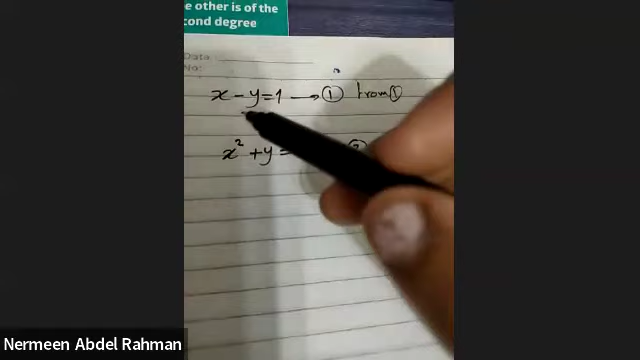 e other is of the
cond degree
Date:
No:
x - y = 1 → ① from ①
x² + y =
Nermeen Abdel Rahman